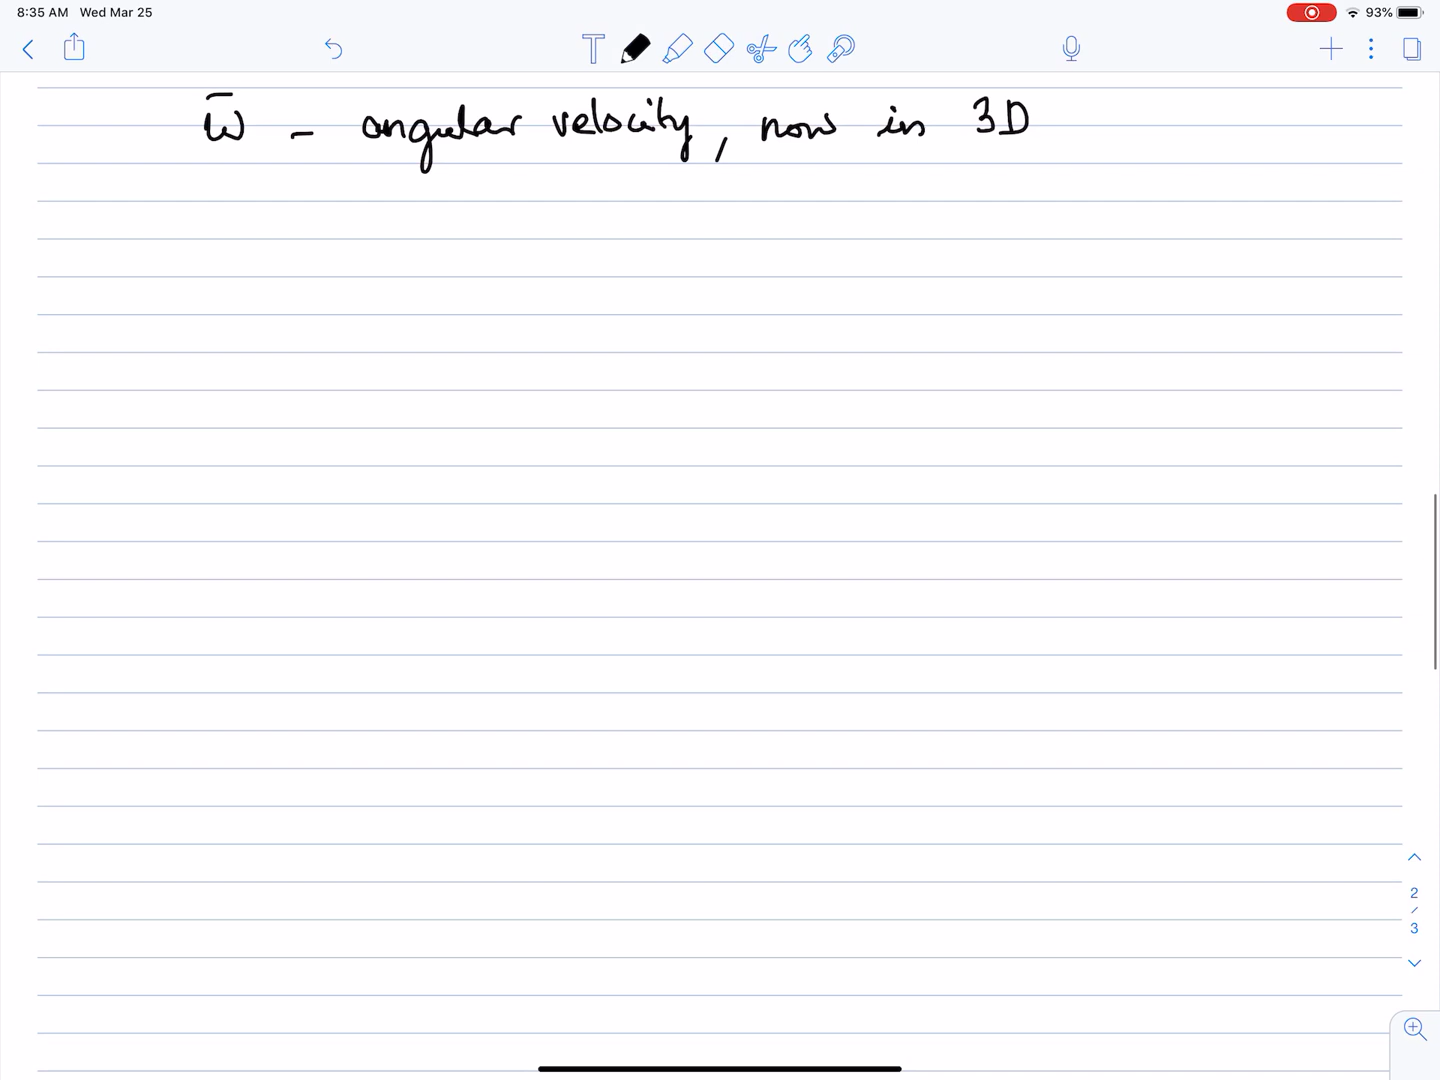 8:35 AM Wed Mar 25 93%
T
ω̄ - angular velocity, now in 3D
2
/
3